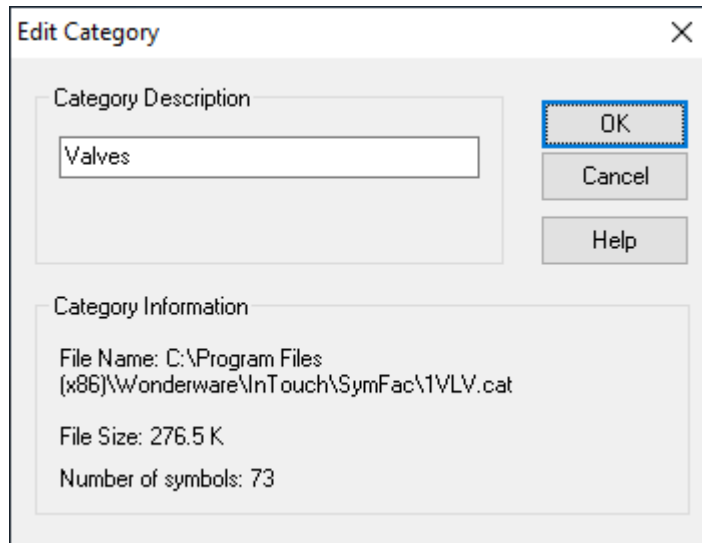 Edit Category
Category Description
Valves
OK
Cancel
Help
Category Information
File Name: C:\Program Files
(x86)\Wonderware\InTouch\SymFac\1VLV.cat
File Size: 276.5 K
Number of symbols: 73